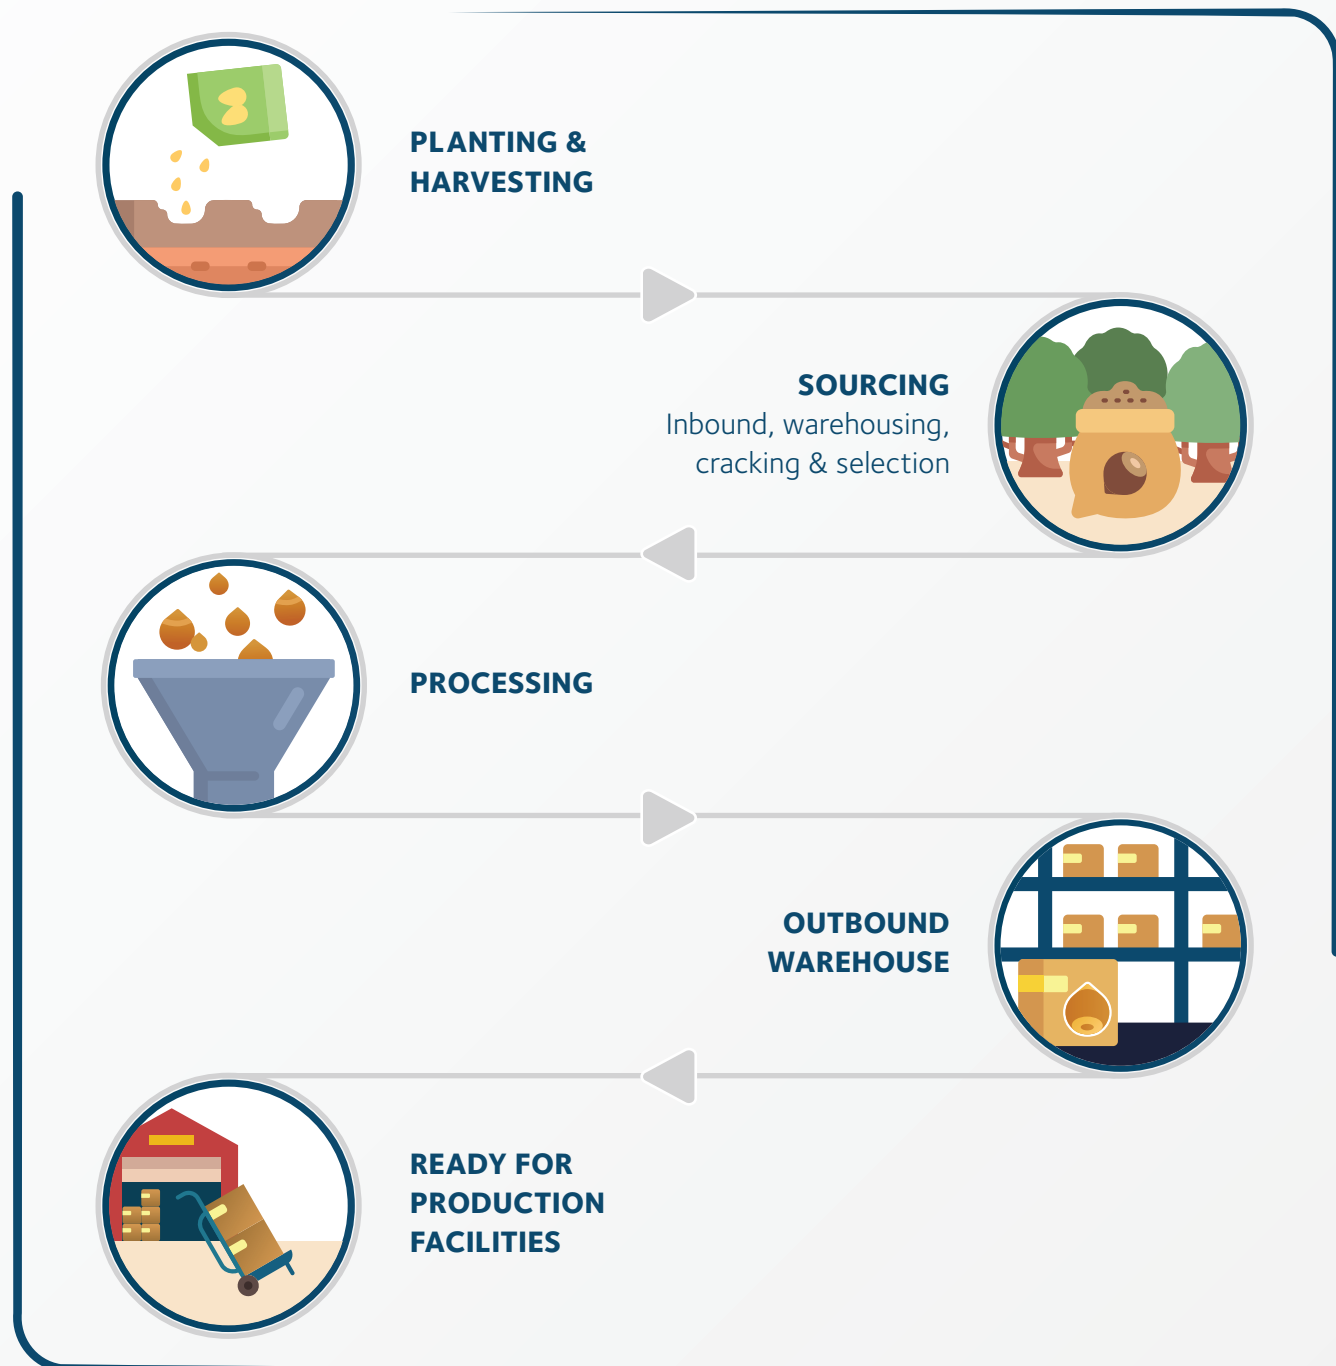 PLANTING &
HARVESTING
SOURCING
Inbound, warehousing,
cracking & selection
PROCESSING
OUTBOUND
WAREHOUSE
READY FOR
PRODUCTION
FACILITIES